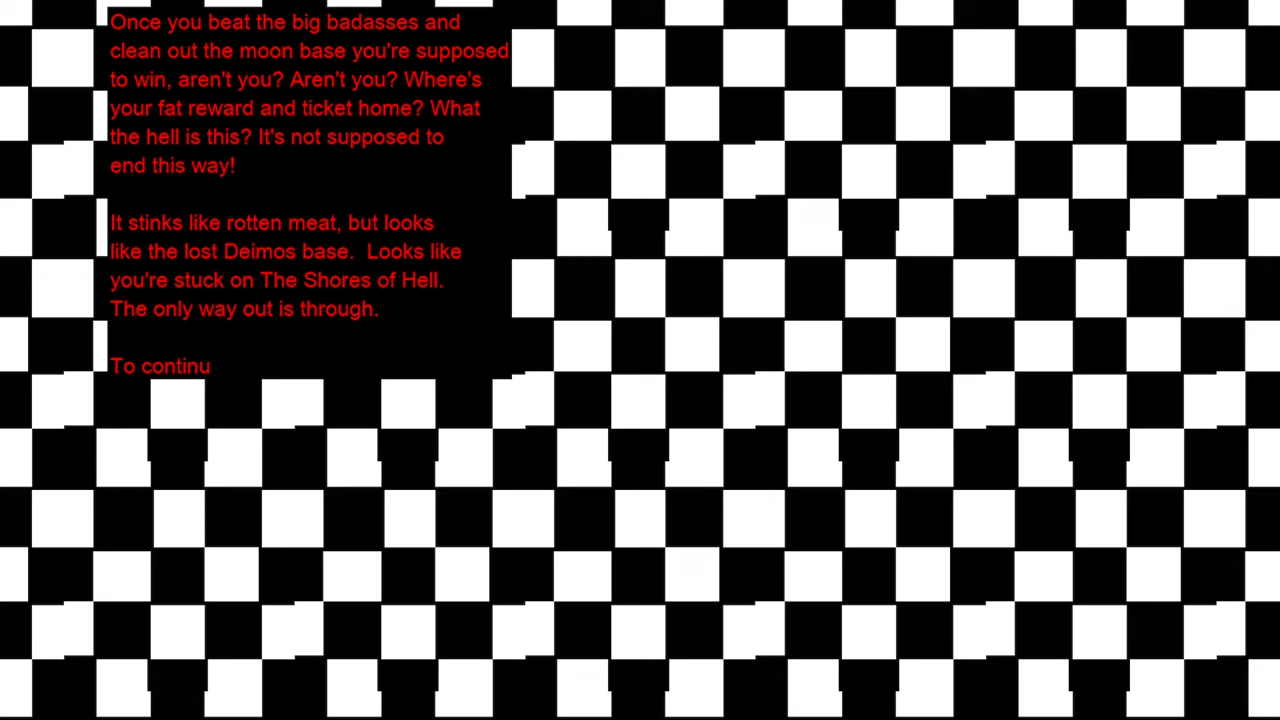 Once you beat the big badasses and
clean out the moon base you're supposed
to win, aren't you? Aren't you? Where's
your fat reward and ticket home? What
the hell is this? It's not supposed to
end this way!
It stinks like rotten meat, but looks
like the lost Deimos base.  Looks like
you're stuck on The Shores of Hell.
The only way out is through.
To continu